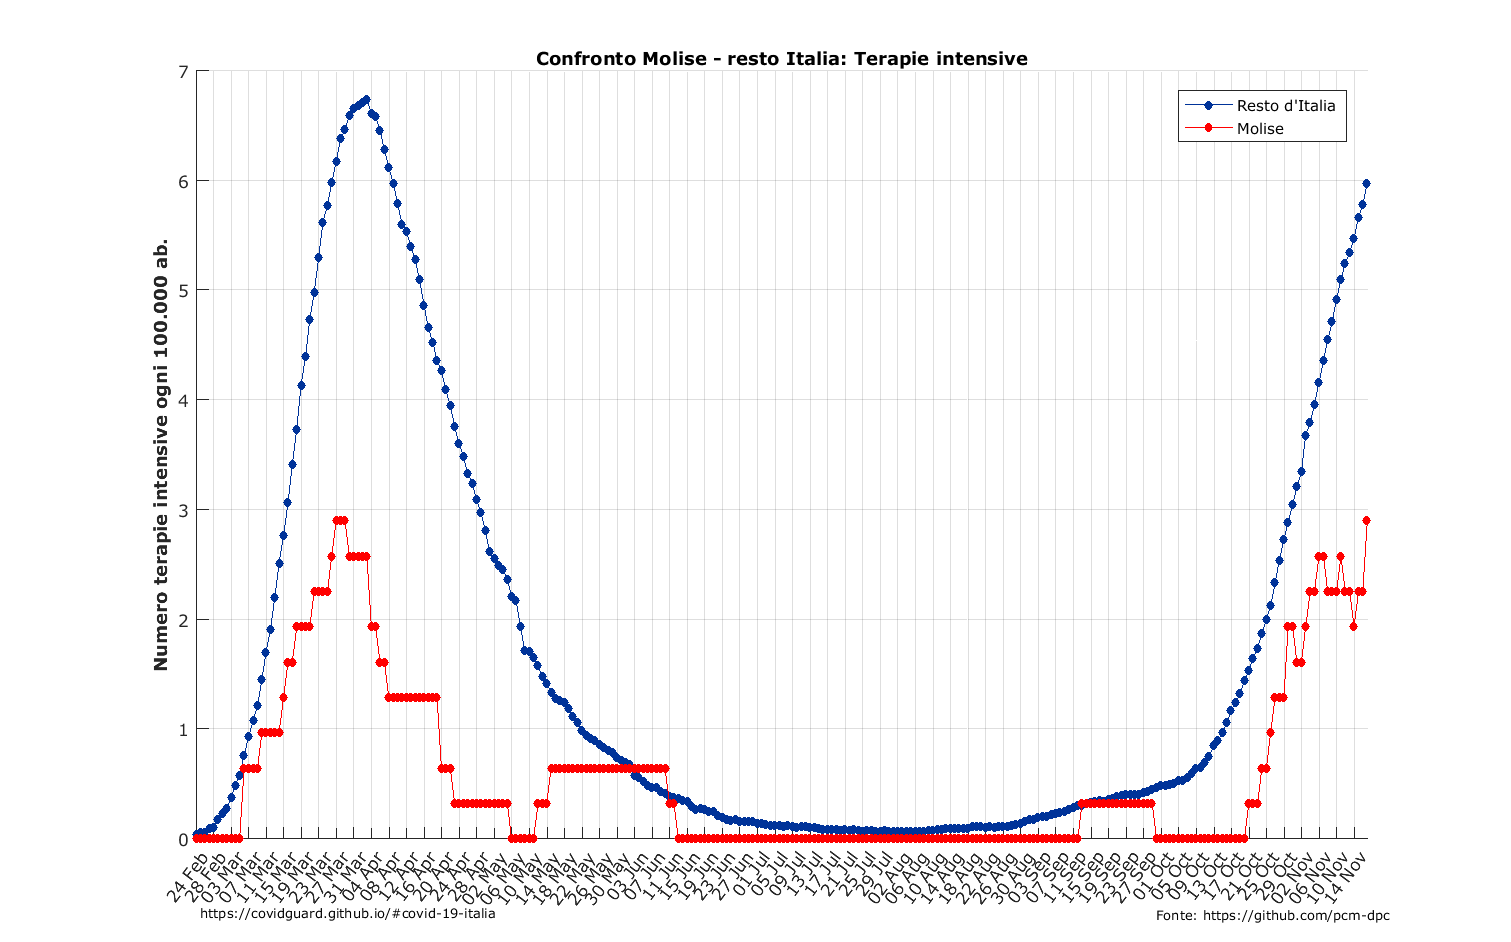 Confronto Molise - resto Italia: Terapie intensive
Numero terapie intensive ogni 100.000 ab.
7
6
5
4
3
2
1
0
Resto d'Italia
Molise
24 Feb
28 Feb
03 Mar
07 Mar
11 Mar
15 Mar
19 Mar
23 Mar
27 Mar
31 Mar
04 Apr
08 Apr
12 Apr
16 Apr
20 Apr
24 Apr
28 Apr
02 May
06 May
10 May
14 May
18 May
22 May
26 May
30 May
03 Jun
07 Jun
11 Jun
15 Jun
19 Jun
23 Jun
27 Jun
01 Jul
05 Jul
09 Jul
13 Jul
17 Jul
21 Jul
25 Jul
29 Jul
02 Aug
06 Aug
10 Aug
14 Aug
18 Aug
22 Aug
26 Aug
30 Aug
03 Sep
07 Sep
11 Sep
15 Sep
19 Sep
23 Sep
27 Sep
01 Oct
05 Oct
09 Oct
13 Oct
17 Oct
21 Oct
25 Oct
29 Oct
02 Nov
06 Nov
10 Nov
14 Nov
https://covidguard.github.io/#covid-19-italia
Fonte: https://github.com/pcm-dpc